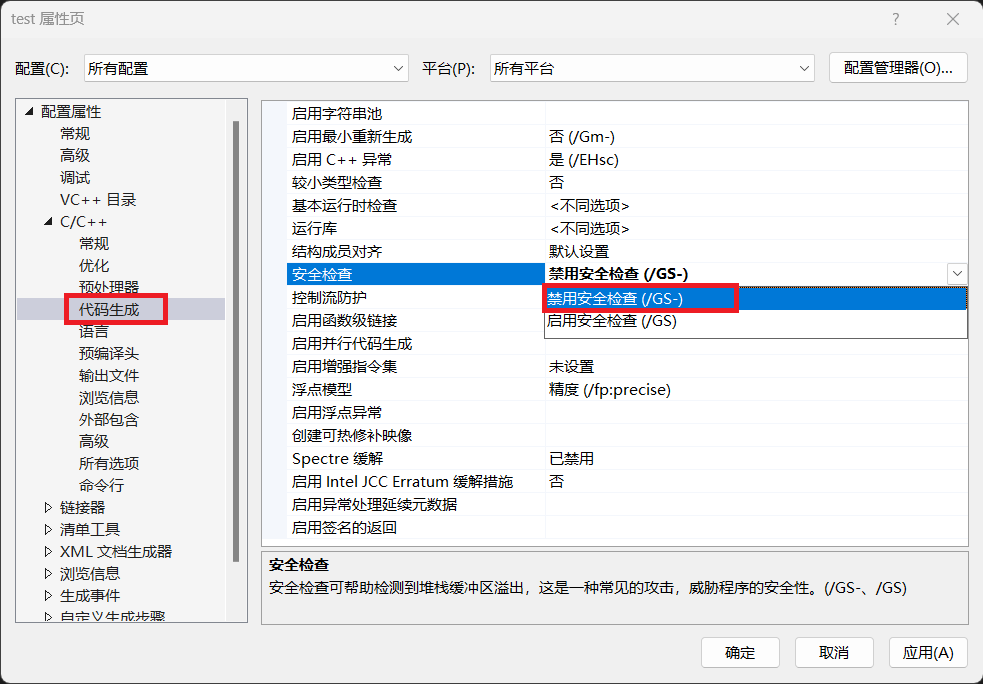 test 属性页
配置(C): 所有配置 平台(P): 所有平台 配置管理器(O)...
配置属性
常规
高级
调试
VC++ 目录
C/C++
常规
优化
预处理器
代码生成
语言
预编译头
输出文件
浏览信息
外部包含
高级
所有选项
命令行
链接器
清单工具
XML 文档生成器
浏览信息
生成事件
自定义生成步骤
启用字符串池
启用最小重新生成 否 (/Gm-)
启用 C++ 异常 是 (/EHsc)
较小类型检查 否
基本运行时检查 <不同选项>
运行库 <不同选项>
结构成员对齐 默认设置
安全检查 禁用安全检查 (/GS-)
控制流防护 禁用安全检查 (/GS-)
启用函数级链接 启用安全检查 (/GS)
启用并行代码生成
启用增强指令集 未设置
浮点模型 精度 (/fp:precise)
启用浮点异常
创建可热修补映像
Spectre 缓解 已禁用
启用 Intel JCC Erratum 缓解措施 否
启用异常处理延续元数据
启用签名的返回
安全检查
安全检查可帮助检测到堆栈缓冲区溢出，这是一种常见的攻击，威胁程序的安全性。(/GS-、/GS)
确定 取消 应用(A)